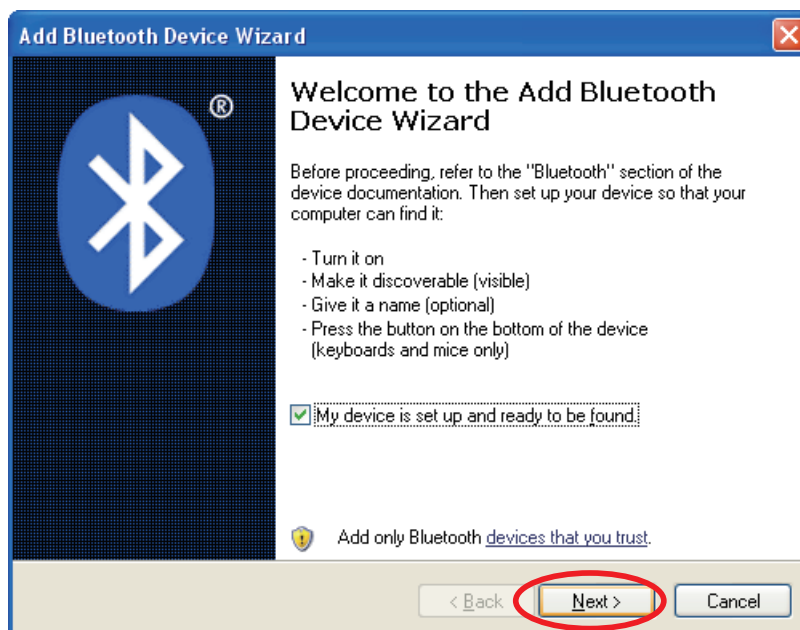 Add Bluetooth Device Wizard
®
Welcome to the Add Bluetooth
Device Wizard
Before proceeding, refer to the "Bluetooth" section of the
device documentation. Then set up your device so that your
computer can find it:
- Turn it on
- Make it discoverable (visible)
- Give it a name (optional)
- Press the button on the bottom of the device
(keyboards and mice only)
My device is set up and ready to be found.
Add only Bluetooth devices that you trust.
< Back Next > Cancel